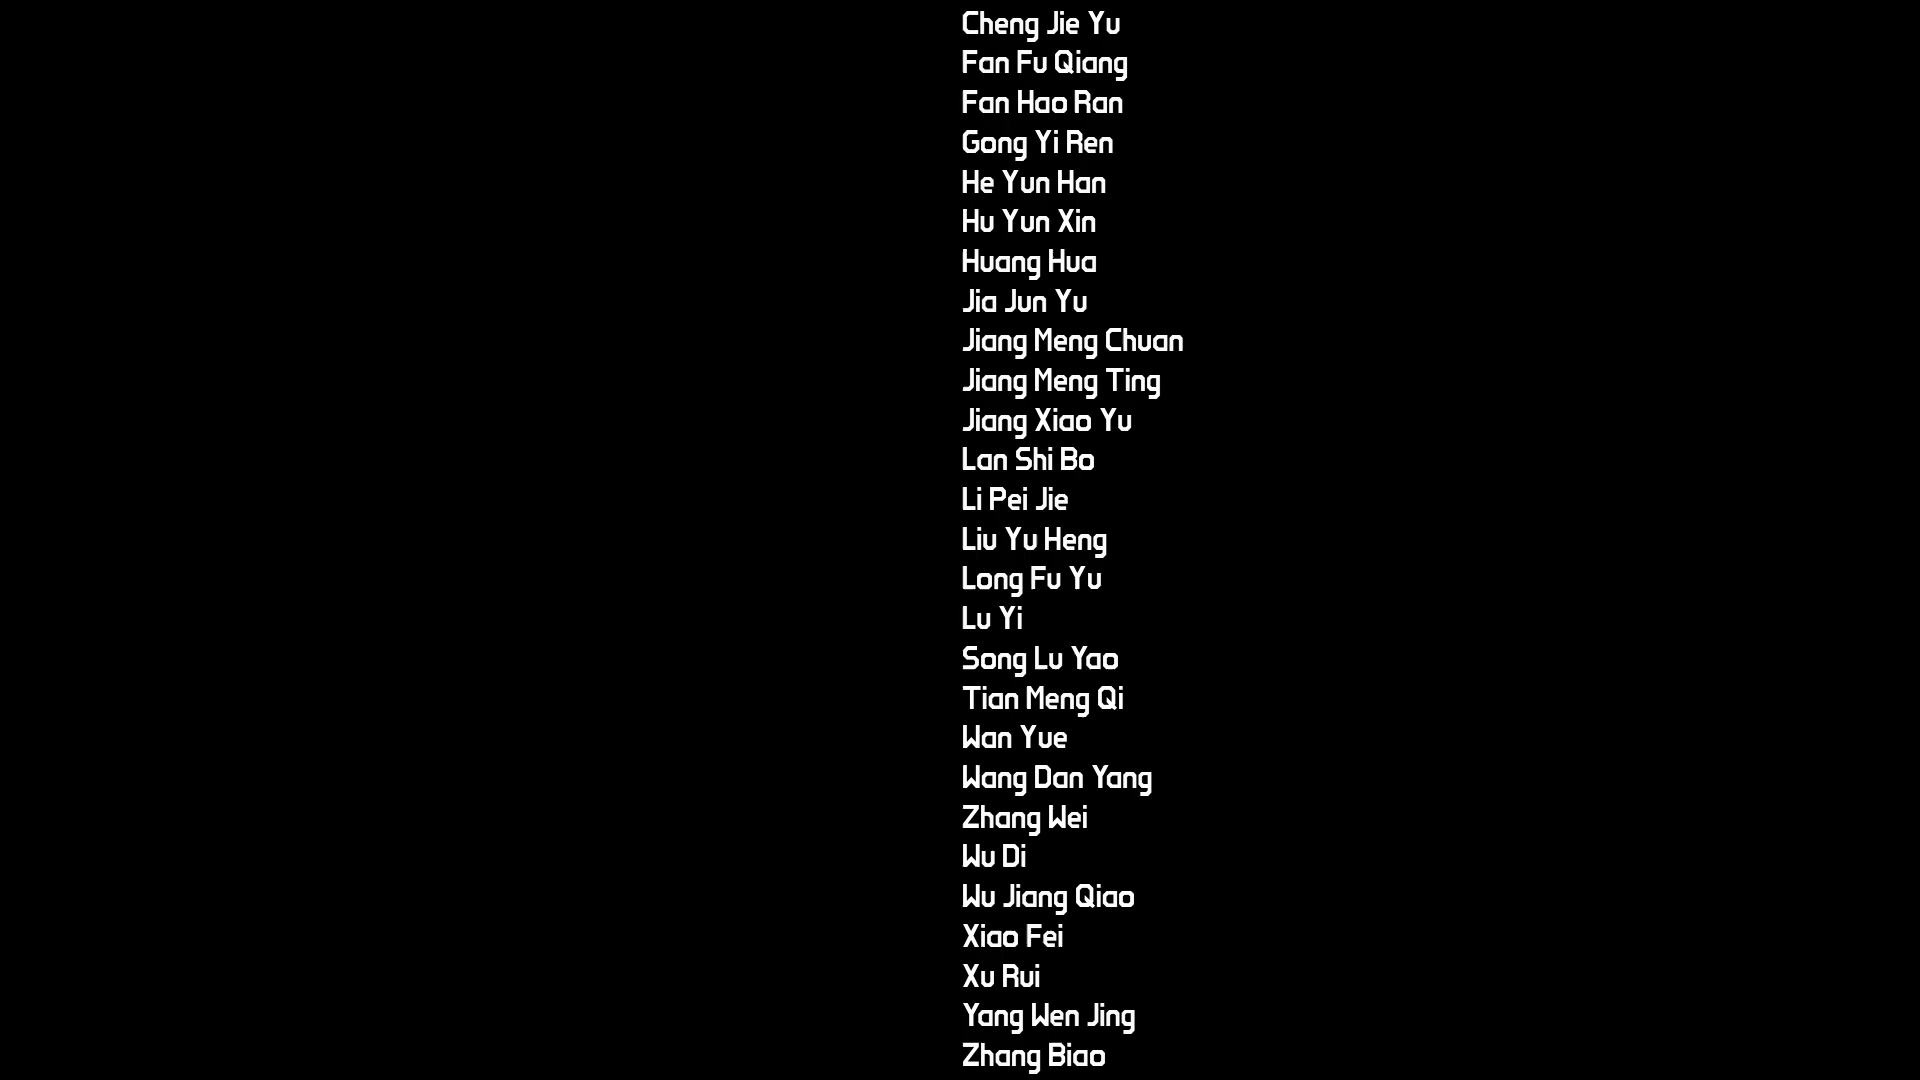 Cheng Jie Yu
Fan Fu Qiang
Fan Hao Ran
Gong Yi Ren
He Yun Han
Hu Yun Xin
Huang Hua
Jia Jun Yu
Jiang Meng Chuan
Jiang Meng Ting
Jiang Xiao Yu
Lan Shi Bo
Li Pei Jie
Liu Yu Heng
Long Fu Yu
Lu Yi
Song Lu Yao
Tian Meng Qi
Wan Yue
Wang Dan Yang
Zhang Wei
Wu Di
Wu Jiang Qiao
Xiao Fei
Xu Rui
Yang Wen Jing
Zhang Biao